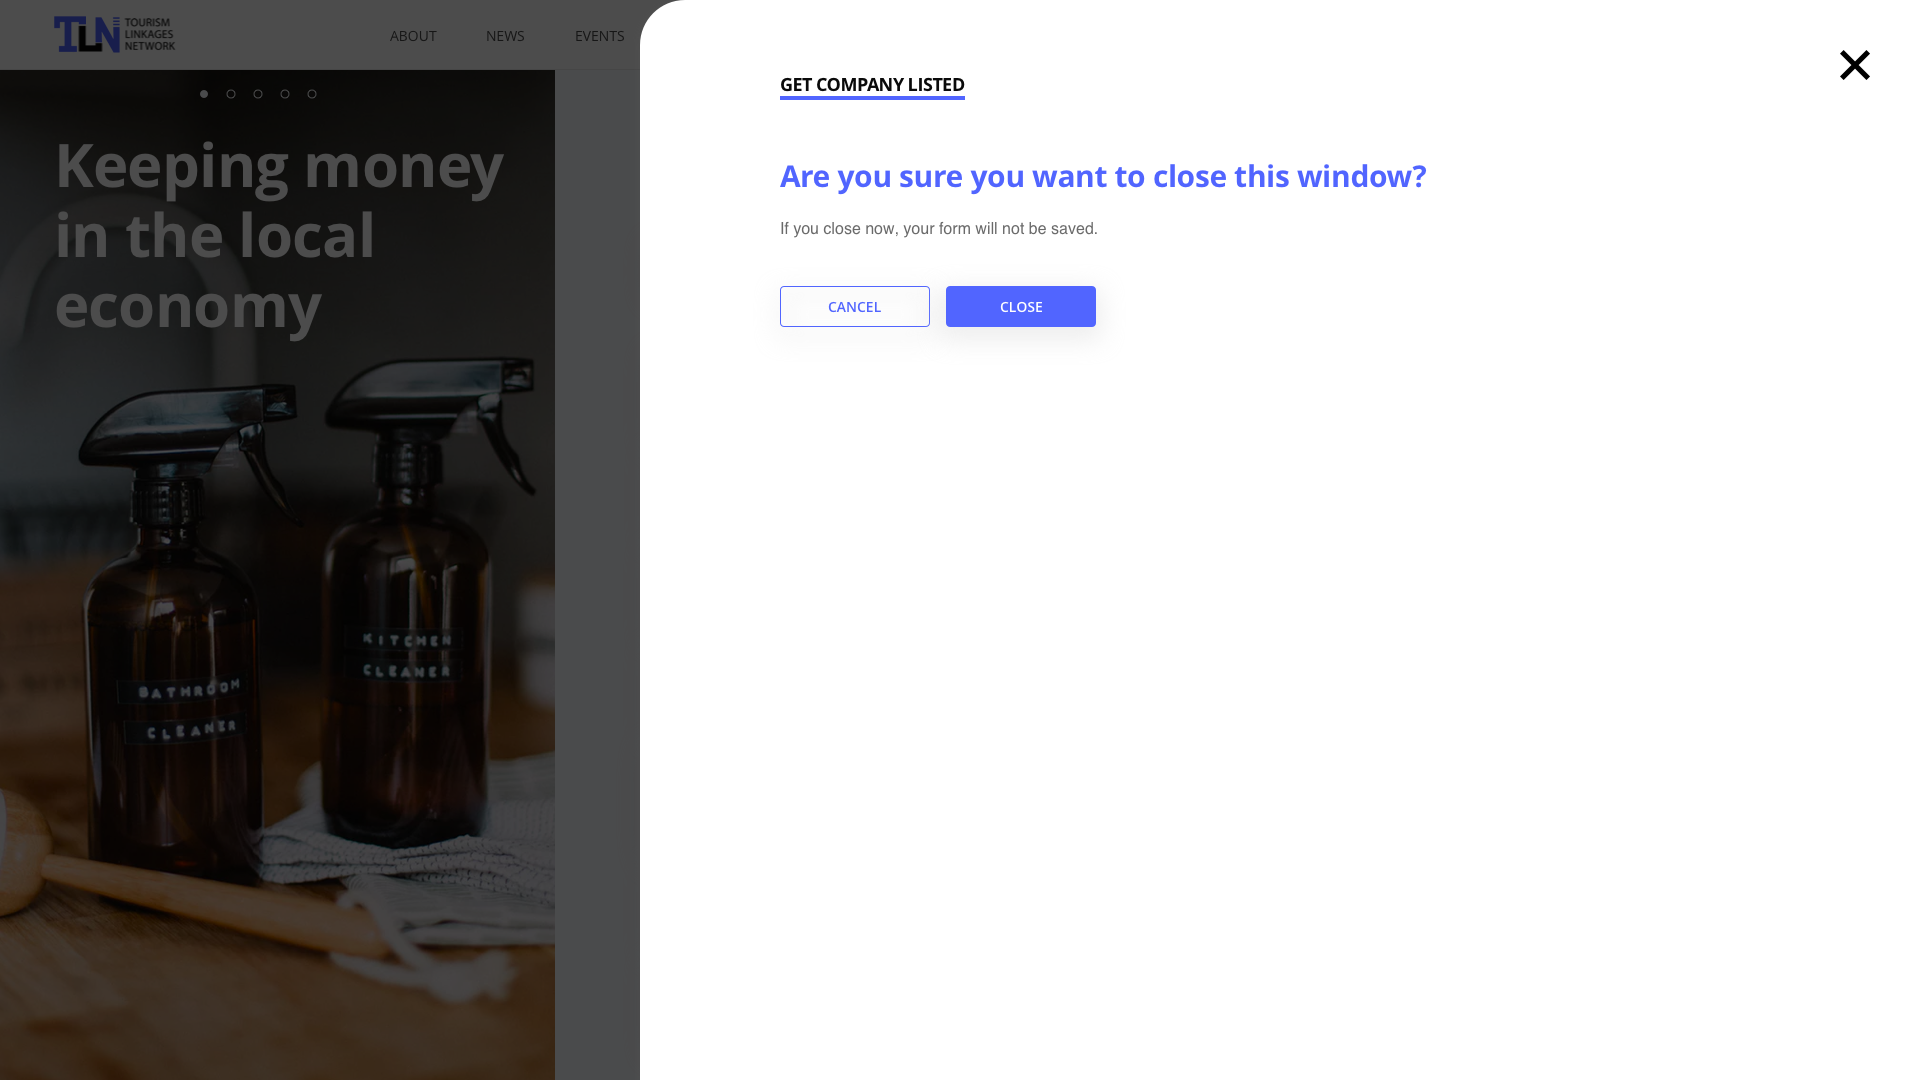 TLN TOURISM
LINKAGES
NETWORK
ABOUT NEWS EVENTS
Keeping money
in the local
economy
KITCHEN
CLEANER
BATHROOM
CLEANER
GET COMPANY LISTED
Are you sure you want to close this window?
If you close now, your form will not be saved.
CANCEL CLOSE